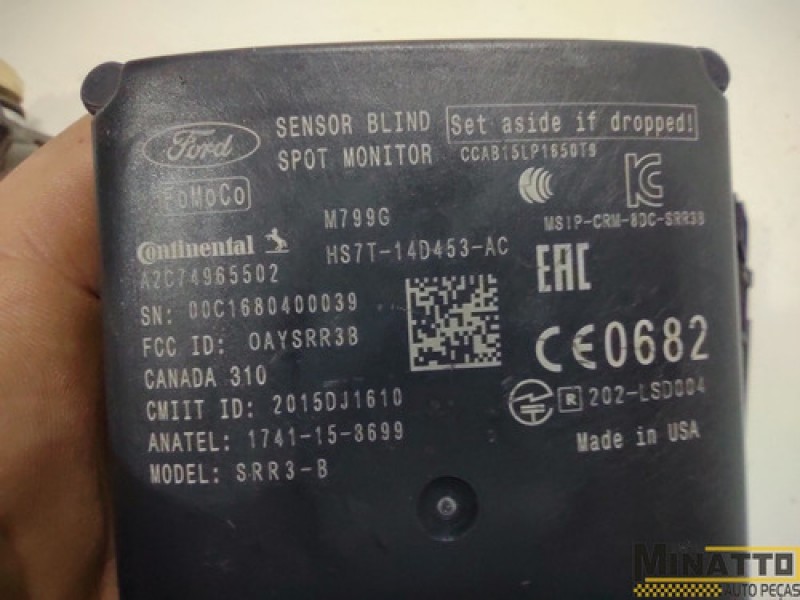 Ford
SENSOR BLIND
SPOT MONITOR
Set aside if dropped!
CCAB15LP1650T9
FoMoCo
M799G
MSIP-CRM-8DC-SRR3B
Continental
HS7T-14D453-AC
A2C74965502
EAC
SN: 00C1680400039
FCC ID: OAYSRR3B
CE0682
CANADA 310
CMIIT ID: 2015DJ1610
R 202-LSD004
ANATEL: 1741-15-3699
Made in USA
MODEL: SRR3-B
MINATTO
AUTO PEÇAS